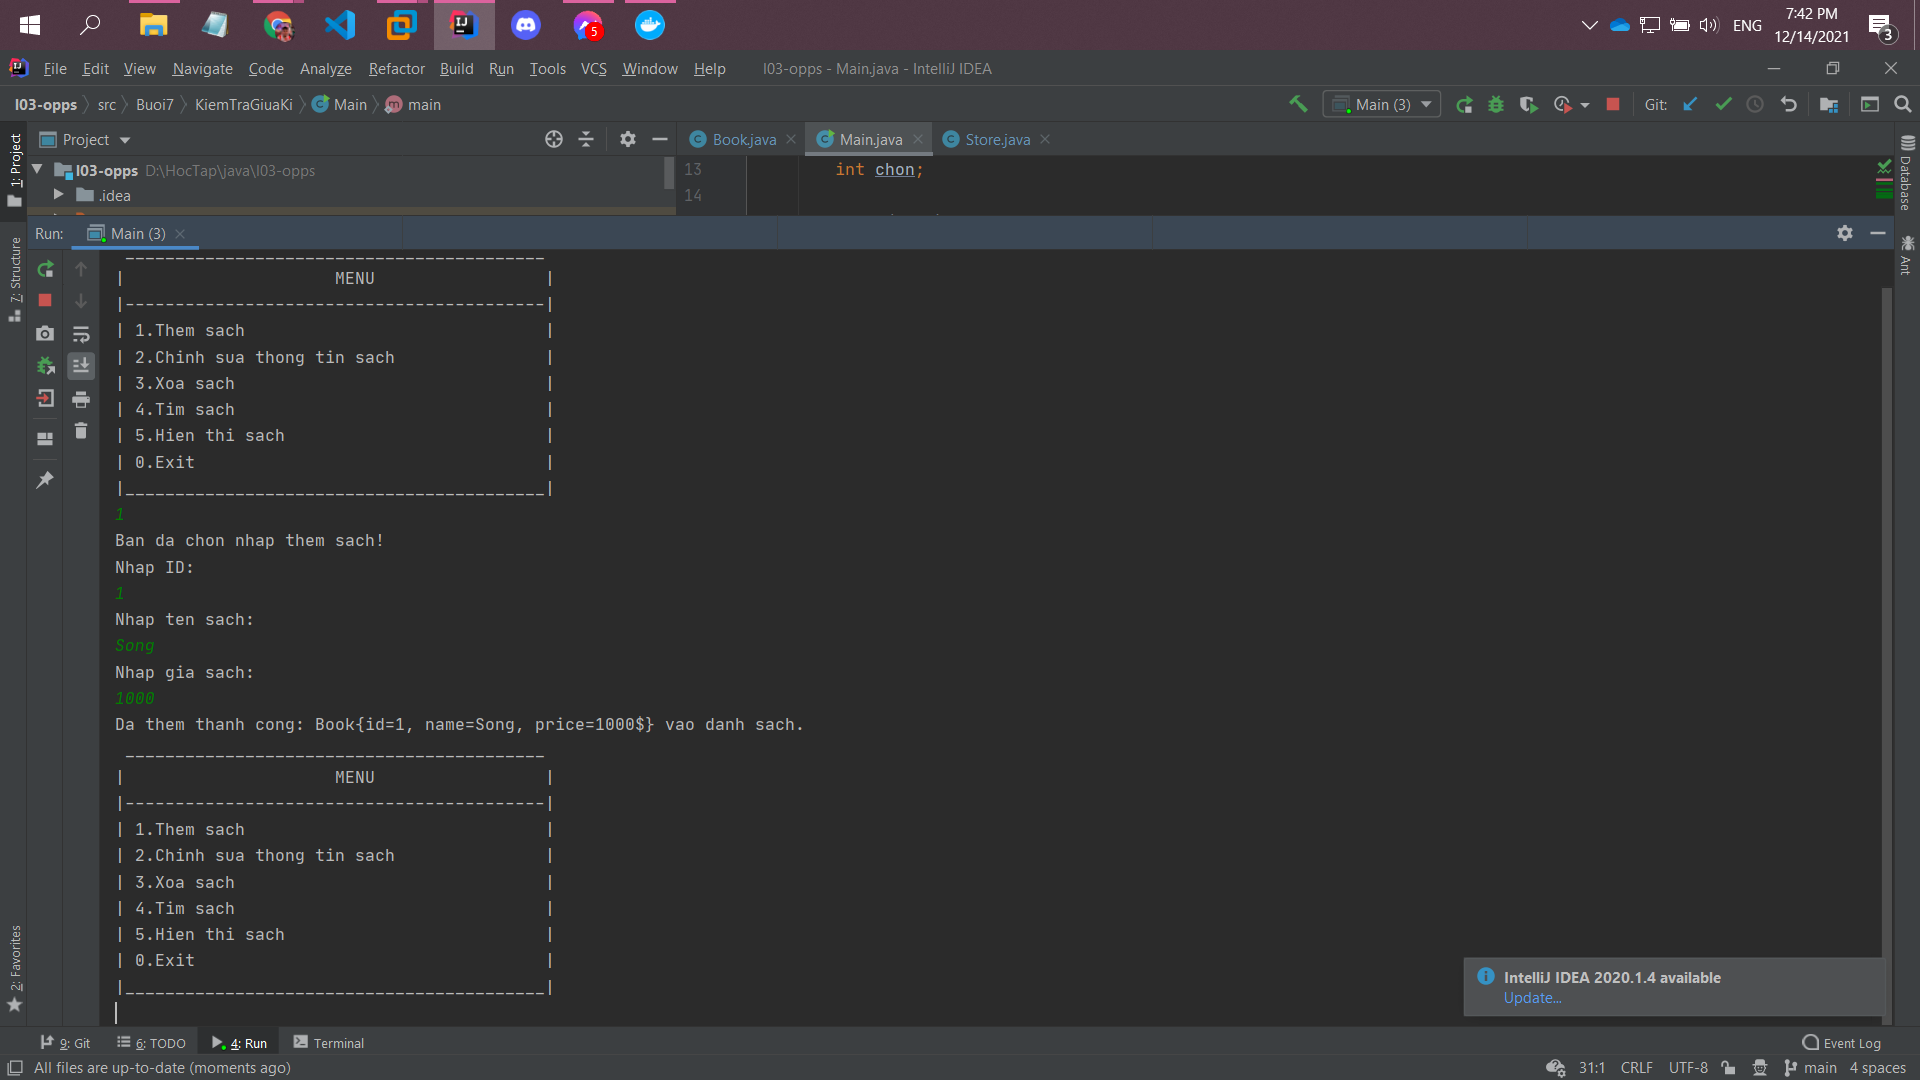 7:42 PM
ENG
12/14/2021
3
5
File Edit View Navigate Code Analyze Refactor Build Run Tools VCS Window Help l03-opps - Main.java - IntelliJ IDEA
l03-opps src Buoi7 KiemTraGiuaKi Main main
Main (3)
Git:
1: Project
Project
Book.java
Main.java
Store.java
l03-opps D:\HocTap\java\l03-opps
.idea
13 int chon;
14
Database
Ant
7: Structure
2: Favorites
Run: Main (3)
 __________________________________________
| MENU |
|------------------------------------------|
| 1.Them sach |
| 2.Chinh sua thong tin sach |
| 3.Xoa sach |
| 4.Tim sach |
| 5.Hien thi sach |
| 0.Exit |
|__________________________________________|
1
Ban da chon nhap them sach!
Nhap ID:
1
Nhap ten sach:
Song
Nhap gia sach:
1000
Da them thanh cong: Book{id=1, name=Song, price=1000$} vao danh sach.
 __________________________________________
| MENU |
|------------------------------------------|
| 1.Them sach |
| 2.Chinh sua thong tin sach |
| 3.Xoa sach |
| 4.Tim sach |
| 5.Hien thi sach |
| 0.Exit |
|__________________________________________|
IntelliJ IDEA 2020.1.4 available
Update...
9: Git 6: TODO 4: Run Terminal Event Log
All files are up-to-date (moments ago) 31:1 CRLF UTF-8 main 4 spaces